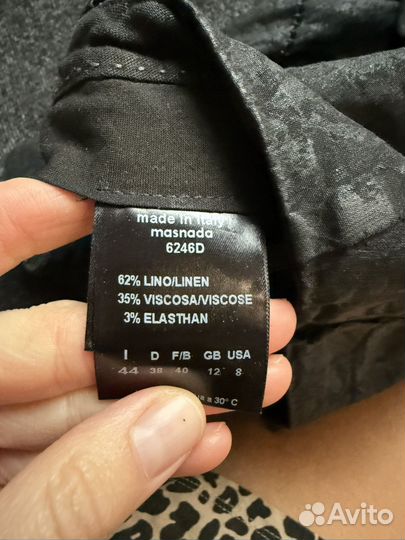 made in Italy
masnada
6246D
62% LINO/LINEN
35% VISCOSA/VISCOSE
3% ELASTHAN
I D F/B GB USA
44 38 40 12 8
a 30° C
Avito